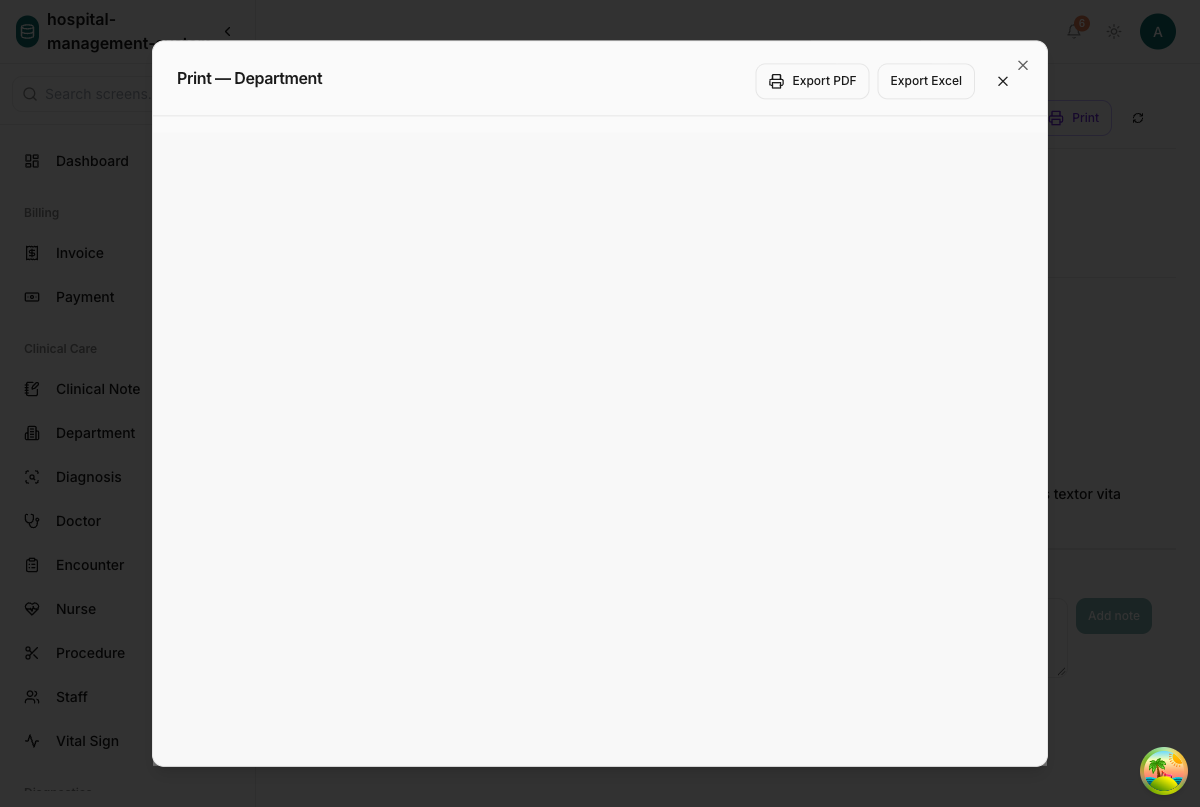 hospital-
management-
6
A
Search screens.
Print — Department
Export PDF
Export Excel
Print
Dashboard
Billing
Invoice
Payment
Clinical Care
Clinical Note
Department
Diagnosis
Doctor
Encounter
Nurse
Procedure
Staff
Vital Sign
textor vita
Add note